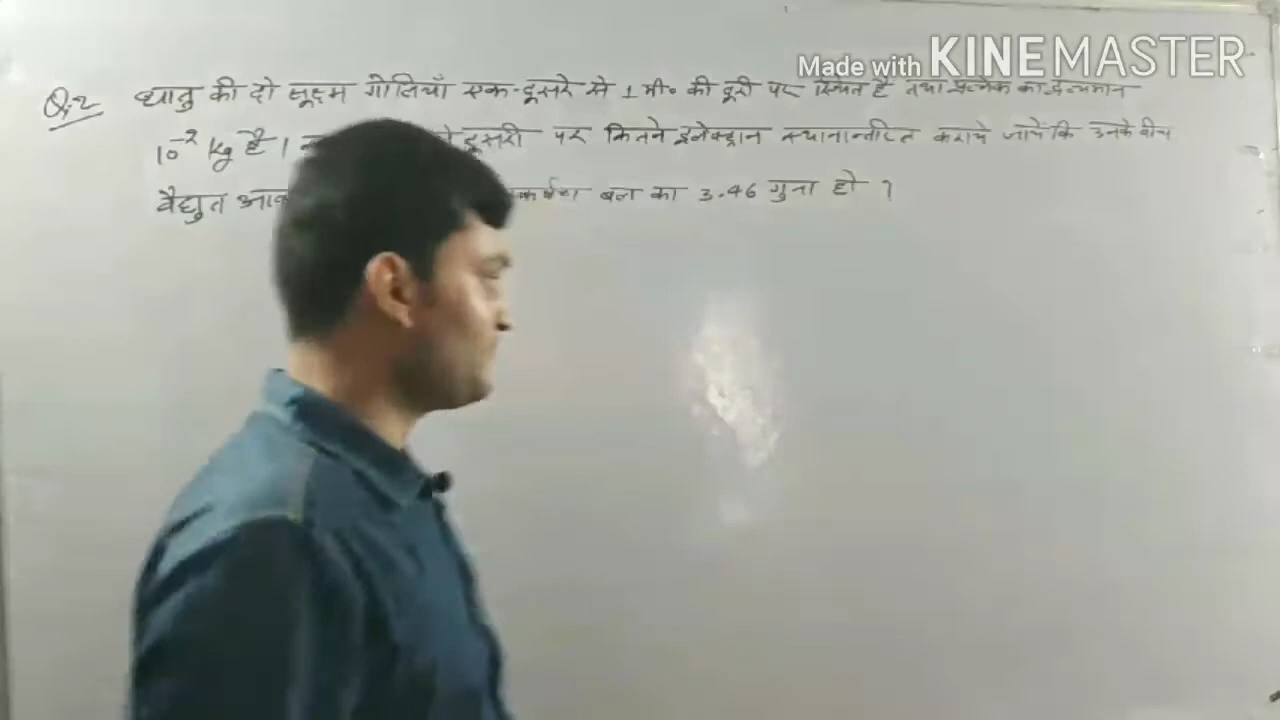 Made with KINEMASTER
Q.2 धातु की दो सूक्ष्म गोलियाँ एक-दूसरे से 1 मी० की दूरी पर स्थित हैं तथा प्रत्येक का द्रव्यमान
10⁻² kg है। दूसरी पर कितने इलेक्ट्रान स्थानान्तरित कराये जायें कि उनके बीच
वैद्युत बल का 3.46 गुना हो ?